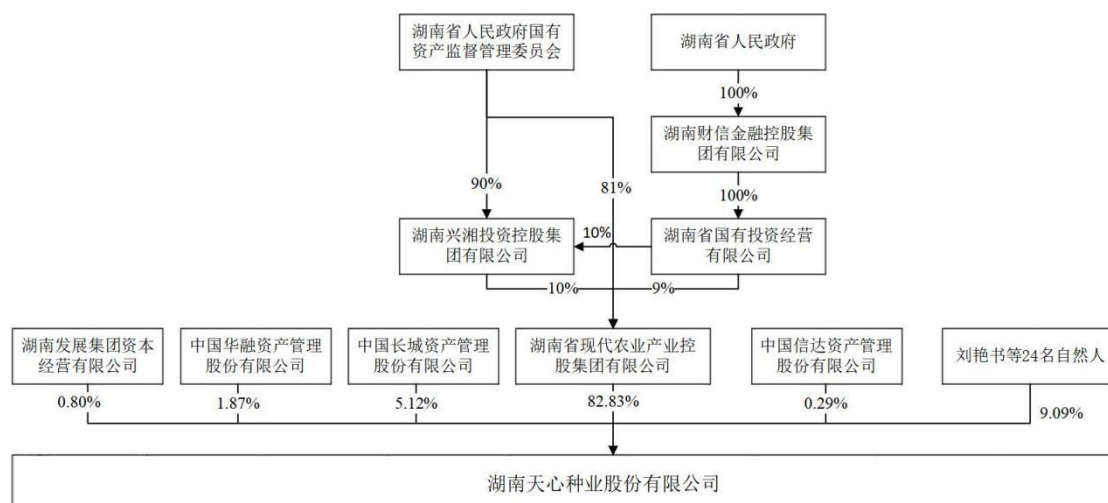 湖南省人民政府国有
资产监督管理委员会
湖南省人民政府
100%
湖南财信金融控股集
团有限公司
90%
81%
100%
湖南兴湘投资控股集
团有限公司
10%
湖南省国有投资经营
有限公司
10%
9%
湖南发展集团资本
经营有限公司
中国华融资产管理
股份有限公司
中国长城资产管理
股份有限公司
湖南省现代农业产业控
股集团有限公司
中国信达资产管理
股份有限公司
刘艳书等24名自然人
0.80%
1.87%
5.12%
82.83%
0.29%
9.09%
湖南天心种业股份有限公司